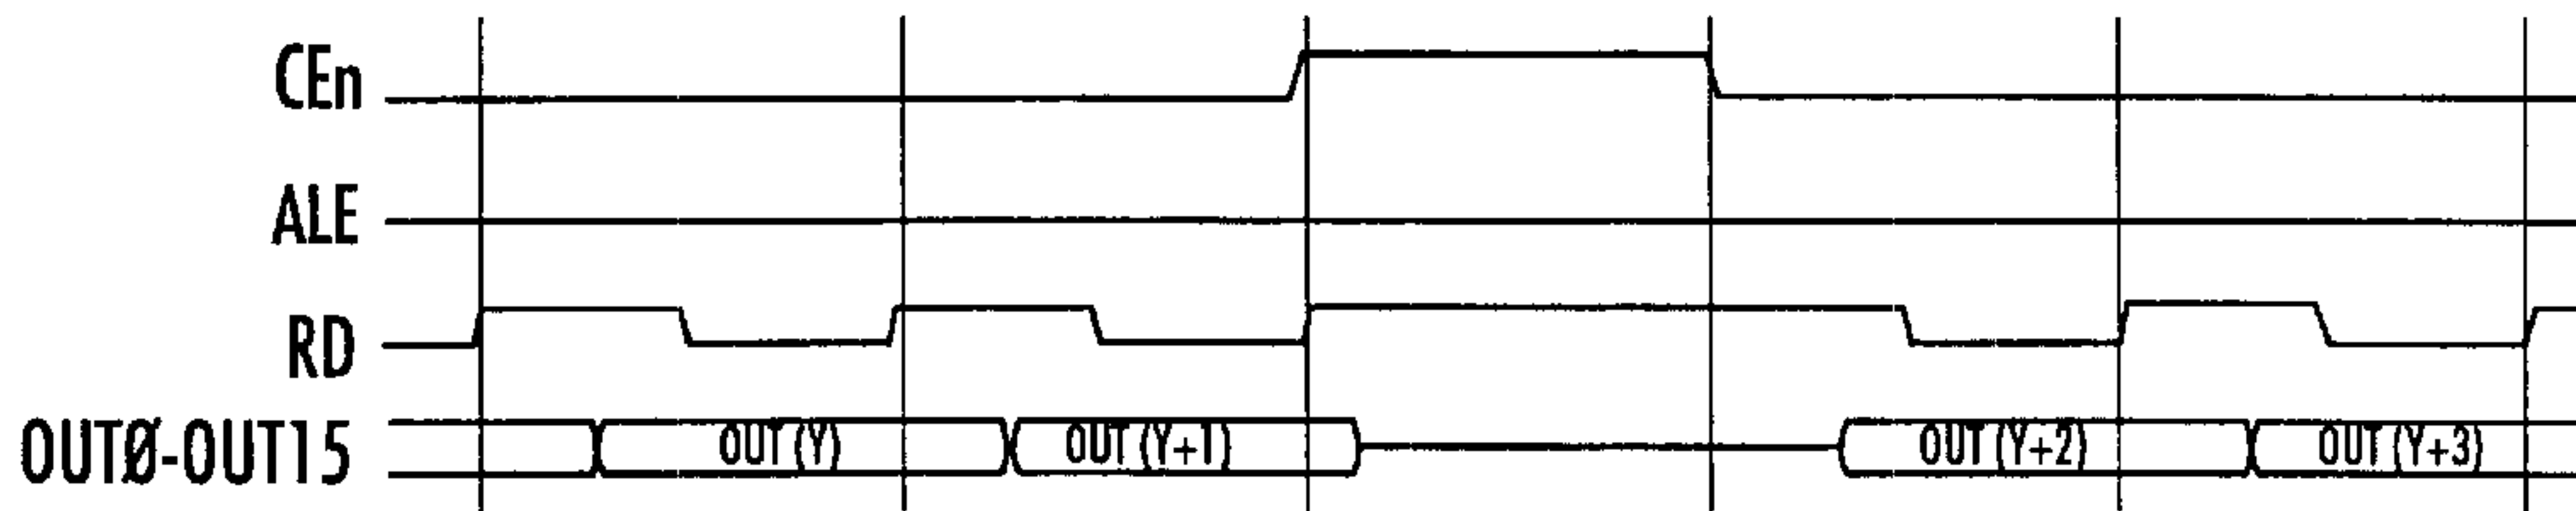 CEn
ALE
RD
OUTØ-OUT15 OUT(Y) OUT(Y+1) OUT(Y+2) OUT(Y+3)